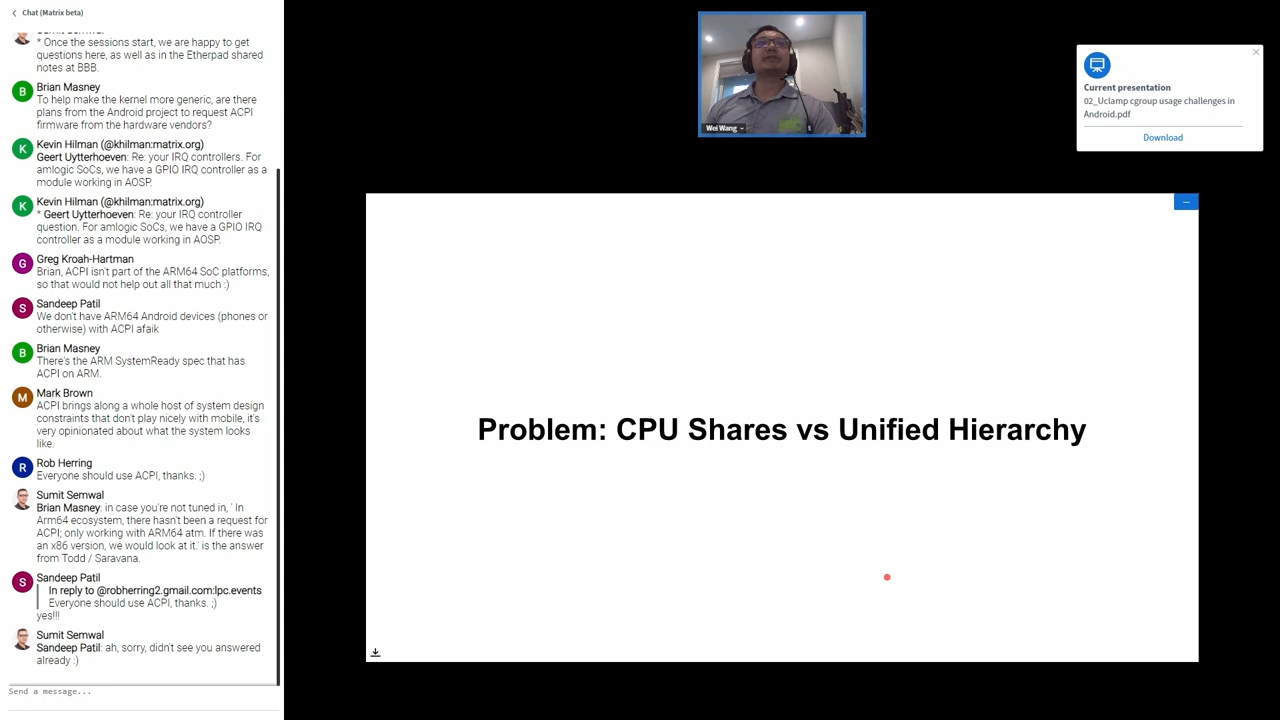 Chat (Matrix beta)
* Once the sessions start, we are happy to get
questions here, as well as in the Etherpad shared
notes at BBB.
B
Brian Masney
To help make the kernel more generic, are there
plans from the Android project to request ACPI
firmware from the hardware vendors?
K
Kevin Hilman (@khilman:matrix.org)
Geert Uytterhoeven: Re: your IRQ controllers. For
amlogic SoCs, we have a GPIO IRQ controller as a
module working in AOSP.
K
Kevin Hilman (@khilman:matrix.org)
* Geert Uytterhoeven: Re: your IRQ controller
question. For amlogic SoCs, we have a GPIO IRQ
controller as a module working in AOSP.
G
Greg Kroah-Hartman
Brian, ACPI isn't part of the ARM64 SoC platforms,
so that would not help out all that much :)
S
Sandeep Patil
We don't have ARM64 Android devices (phones or
otherwise) with ACPI afaik
B
Brian Masney
There's the ARM SystemReady spec that has
ACPI on ARM.
M
Mark Brown
ACPI brings along a whole host of system design
constraints that don't play nicely with mobile, it's
very opinionated about what the system looks
like.
R
Rob Herring
Everyone should use ACPI, thanks. ;)
Sumit Semwal
Brian Masney: in case you're not tuned in, ' In
Arm64 ecosystem, there hasn't been a request for
ACPI; only working with ARM64 atm. If there was
an x86 version, we would look at it.' is the answer
from Todd / Saravana.
S
Sandeep Patil
In reply to @robherring2.gmail.com:lpc.events
Everyone should use ACPI, thanks. ;)
yes!!!
Sumit Semwal
Sandeep Patil: ah, sorry, didn't see you answered
already :)
Send a message...
Wei Wang
Current presentation
02_Uclamp cgroup usage challenges in
Android.pdf
Download
Problem: CPU Shares vs Unified Hierarchy